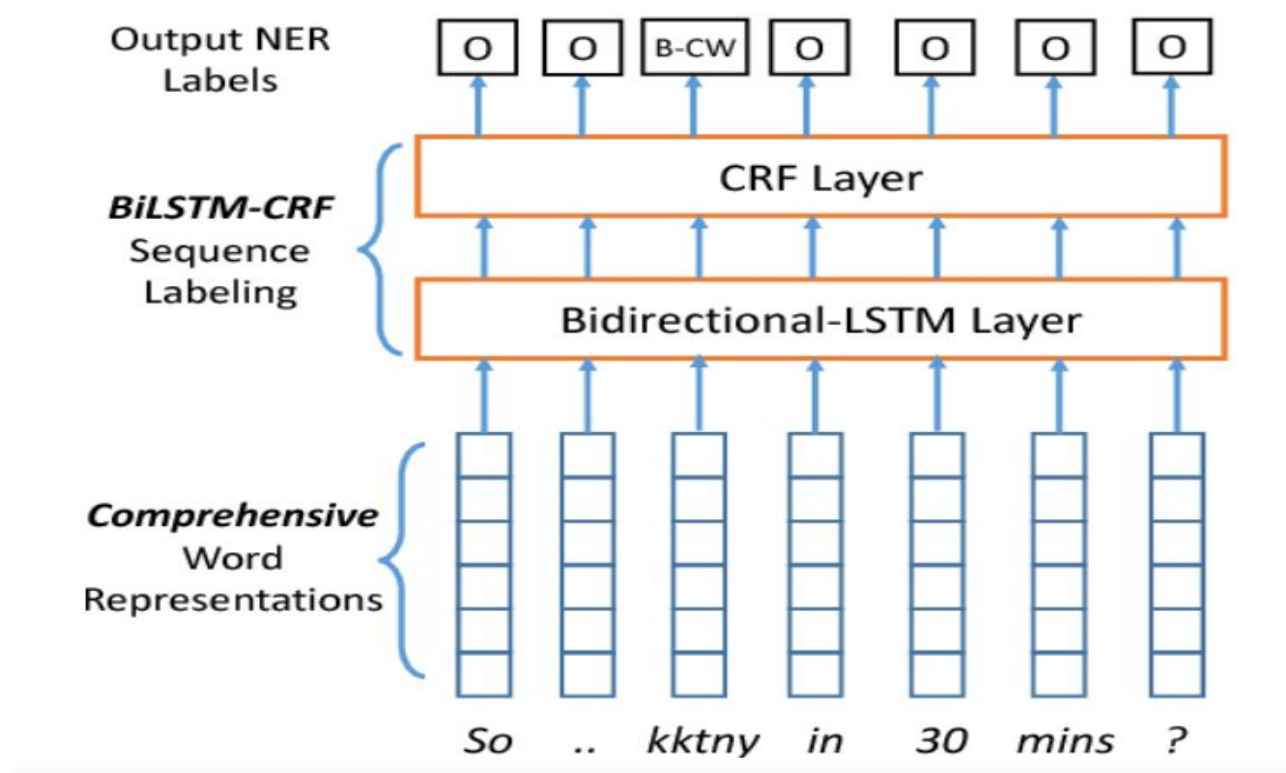 Output NER
Labels
O O B-CW O O O O
CRF Layer
BiLSTM-CRF
Sequence
Labeling
Bidirectional-LSTM Layer
Comprehensive
Word
Representations
So .. kktny in 30 mins ?